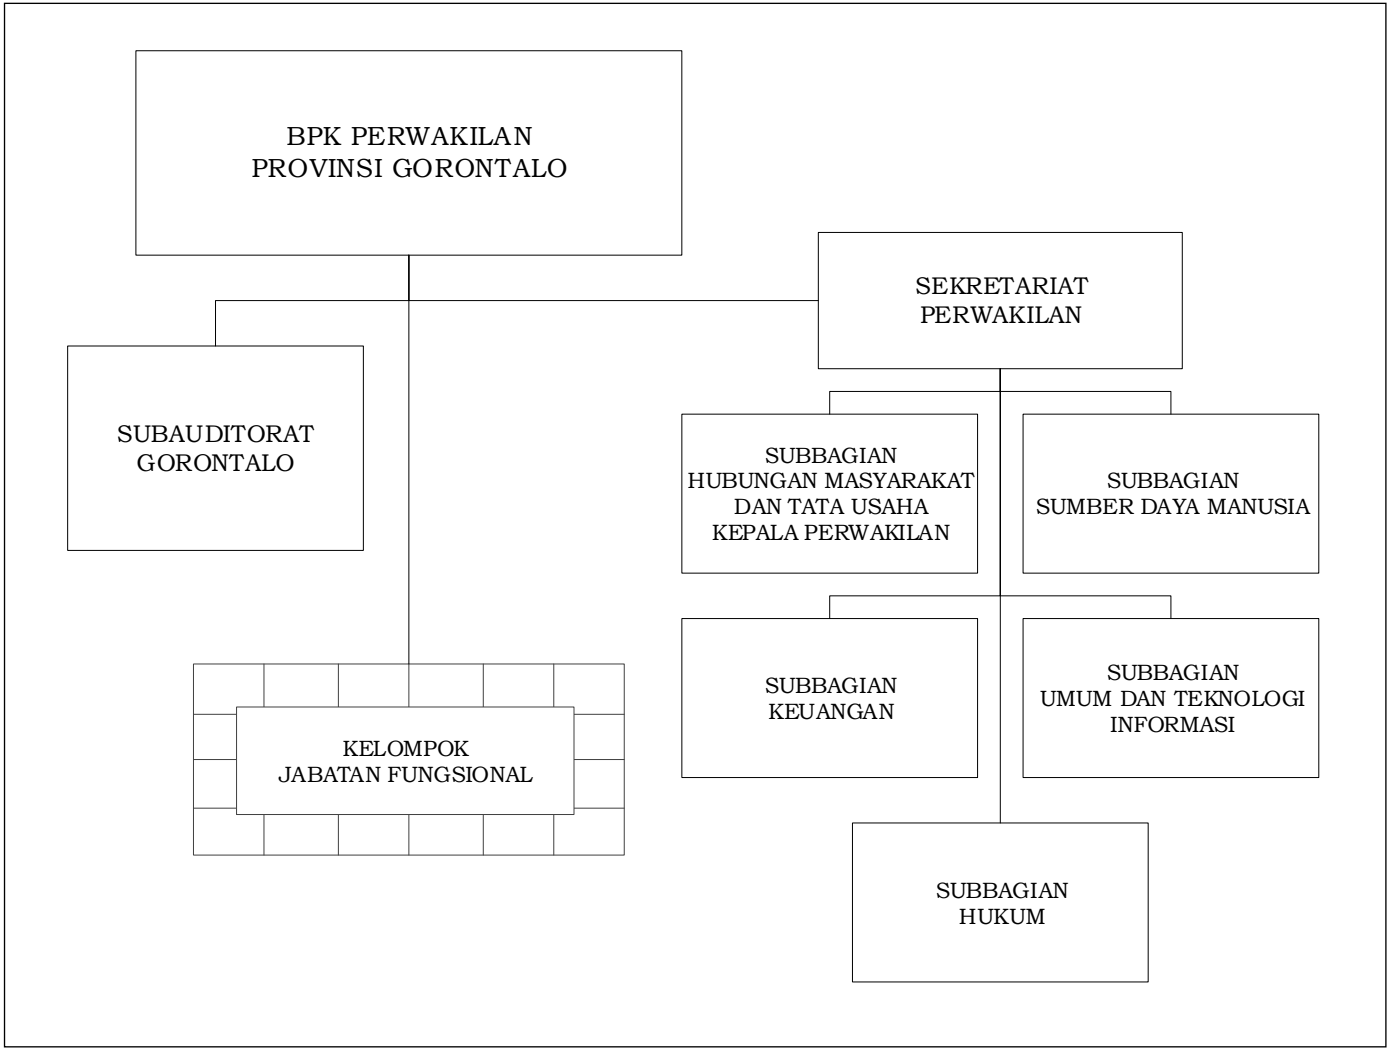 BPK PERWAKILAN
PROVINSI GORONTALO
SEKRETARIAT
PERWAKILAN
SUBAUDITORAT
GORONTALO
SUBBAGIAN
HUBUNGAN MASYARAKAT
DAN TATA USAHA
KEPALA PERWAKILAN
SUBBAGIAN
SUMBER DAYA MANUSIA
SUBBAGIAN
KEUANGAN
SUBBAGIAN
UMUM DAN TEKNOLOGI
INFORMASI
KELOMPOK
JABATAN FUNGSIONAL
SUBBAGIAN
HUKUM